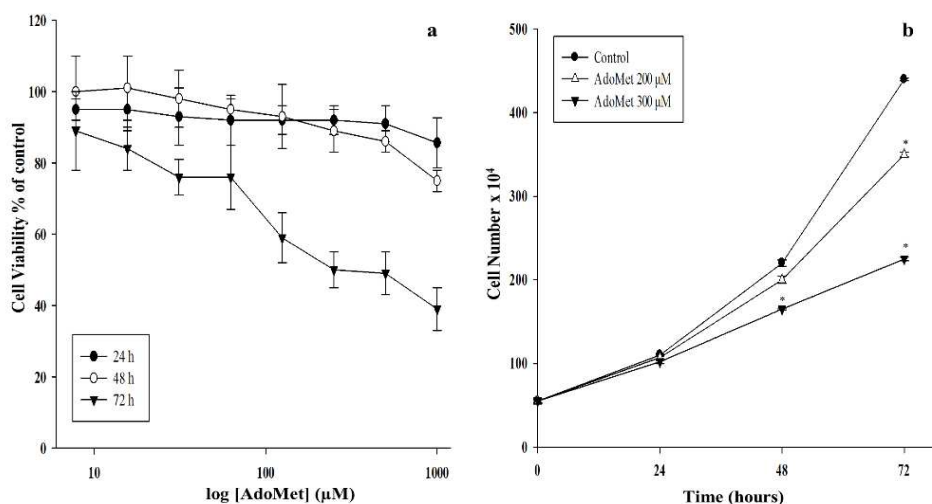 a
120
100
80
60
40
20
0
Cell Viability % of control
24 h
48 h
72 h
10
100
1000
log [AdoMet] (µM)
b
500
400
300
200
100
0
Cell Number x 10⁴
Control
AdoMet 200 µM
AdoMet 300 µM
*
*
*
0
24
48
72
Time (hours)